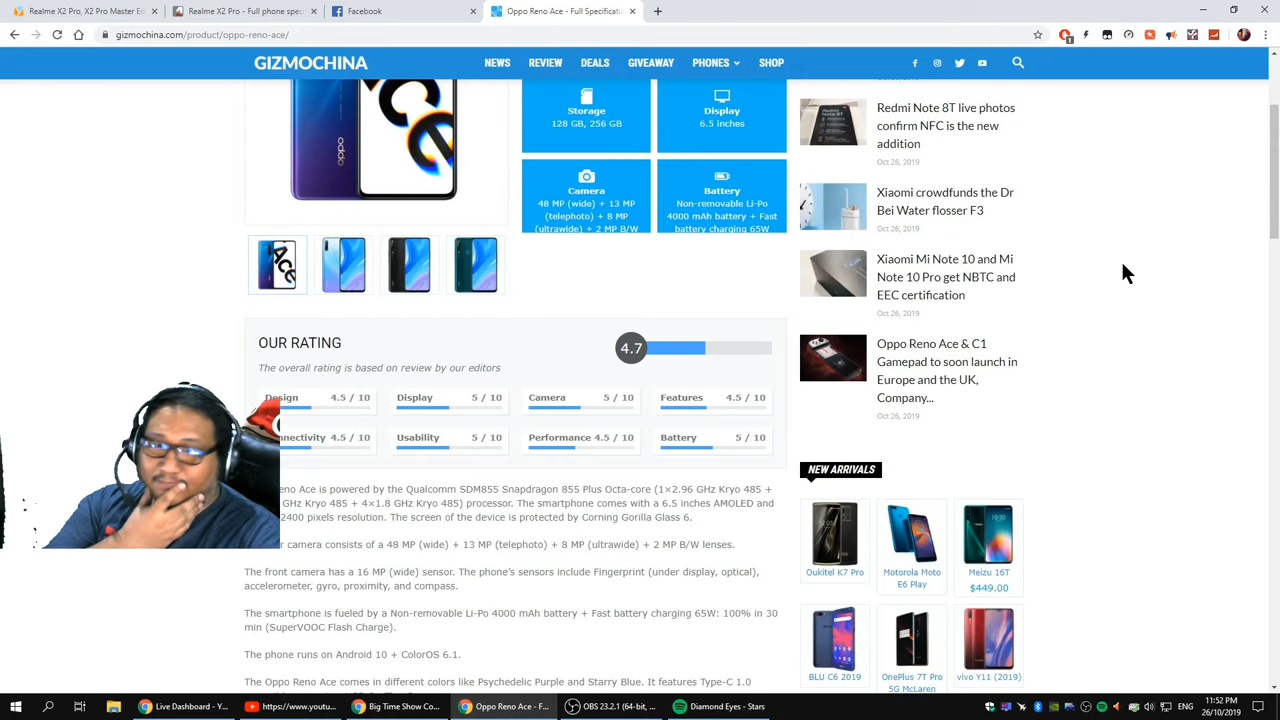 Realme X2 Pro, X2 Pro Master Ed
Realme X2 Pro - Full phone spec
Facebook
Oppo Reno Ace - Full Specificati
gizmochina.com/product/oppo-reno-ace/
GIZMOCHINA
NEWS
REVIEW
DEALS
GIVEAWAY
PHONES
SHOP
ACE
oppo
Storage
128 GB, 256 GB
Display
6.5 inches
Camera
48 MP (wide) + 13 MP
(telephoto) + 8 MP
(ultrawide) + 2 MP B/W
Battery
Non-removable Li-Po
4000 mAh battery + Fast
battery charging 65W
OUR RATING
4.7
The overall rating is based on review by our editors
Design 4.5 / 10
Display 5 / 10
Camera 5 / 10
Features 4.5 / 10
nnectivity 4.5 / 10
Usability 5 / 10
Performance 4.5 / 10
Battery 5 / 10
eno Ace is powered by the Qualcomm SDM855 Snapdragon 855 Plus Octa-core (1×2.96 GHz Kryo 485 +
GHz Kryo 485 + 4×1.8 GHz Kryo 485) processor. The smartphone comes with a 6.5 inches AMOLED and
2400 pixels resolution. The screen of the device is protected by Corning Gorilla Glass 6.
r camera consists of a 48 MP (wide) + 13 MP (telephoto) + 8 MP (ultrawide) + 2 MP B/W lenses.
The front camera has a 16 MP (wide) sensor. The phone's sensors include Fingerprint (under display, optical),
accelerometer, gyro, proximity, and compass.
The smartphone is fueled by a Non-removable Li-Po 4000 mAh battery + Fast battery charging 65W: 100% in 30
min (SuperVOOC Flash Charge).
The phone runs on Android 10 + ColorOS 6.1.
The Oppo Reno Ace comes in different colors like Psychedelic Purple and Starry Blue. It features Type-C 1.0
Redmi Note 8T live photos
confirm NFC is the new
addition
Oct 26, 2019
Xiaomi crowdfunds the Dr
Bei Water flosser F3
Oct 26, 2019
Xiaomi Mi Note 10 and Mi
Note 10 Pro get NBTC and
EEC certification
Oct 26, 2019
Oppo Reno Ace & C1
Gamepad to soon launch in
Europe and the UK,
Company...
Oct 26, 2019
NEW ARRIVALS
Oukitel K7 Pro
Motorola Moto
E6 Play
Meizu 16T
$449.00
BLU C6 2019
OnePlus 7T Pro
5G McLaren
vivo Y11 (2019)
Live Dashboard - Y...
https://www.youtu...
Big Time Show Co...
Oppo Reno Ace - F...
OBS 23.2.1 (64-bit, ...
Diamond Eyes - Stars
ENG
11:52 PM
26/10/2019